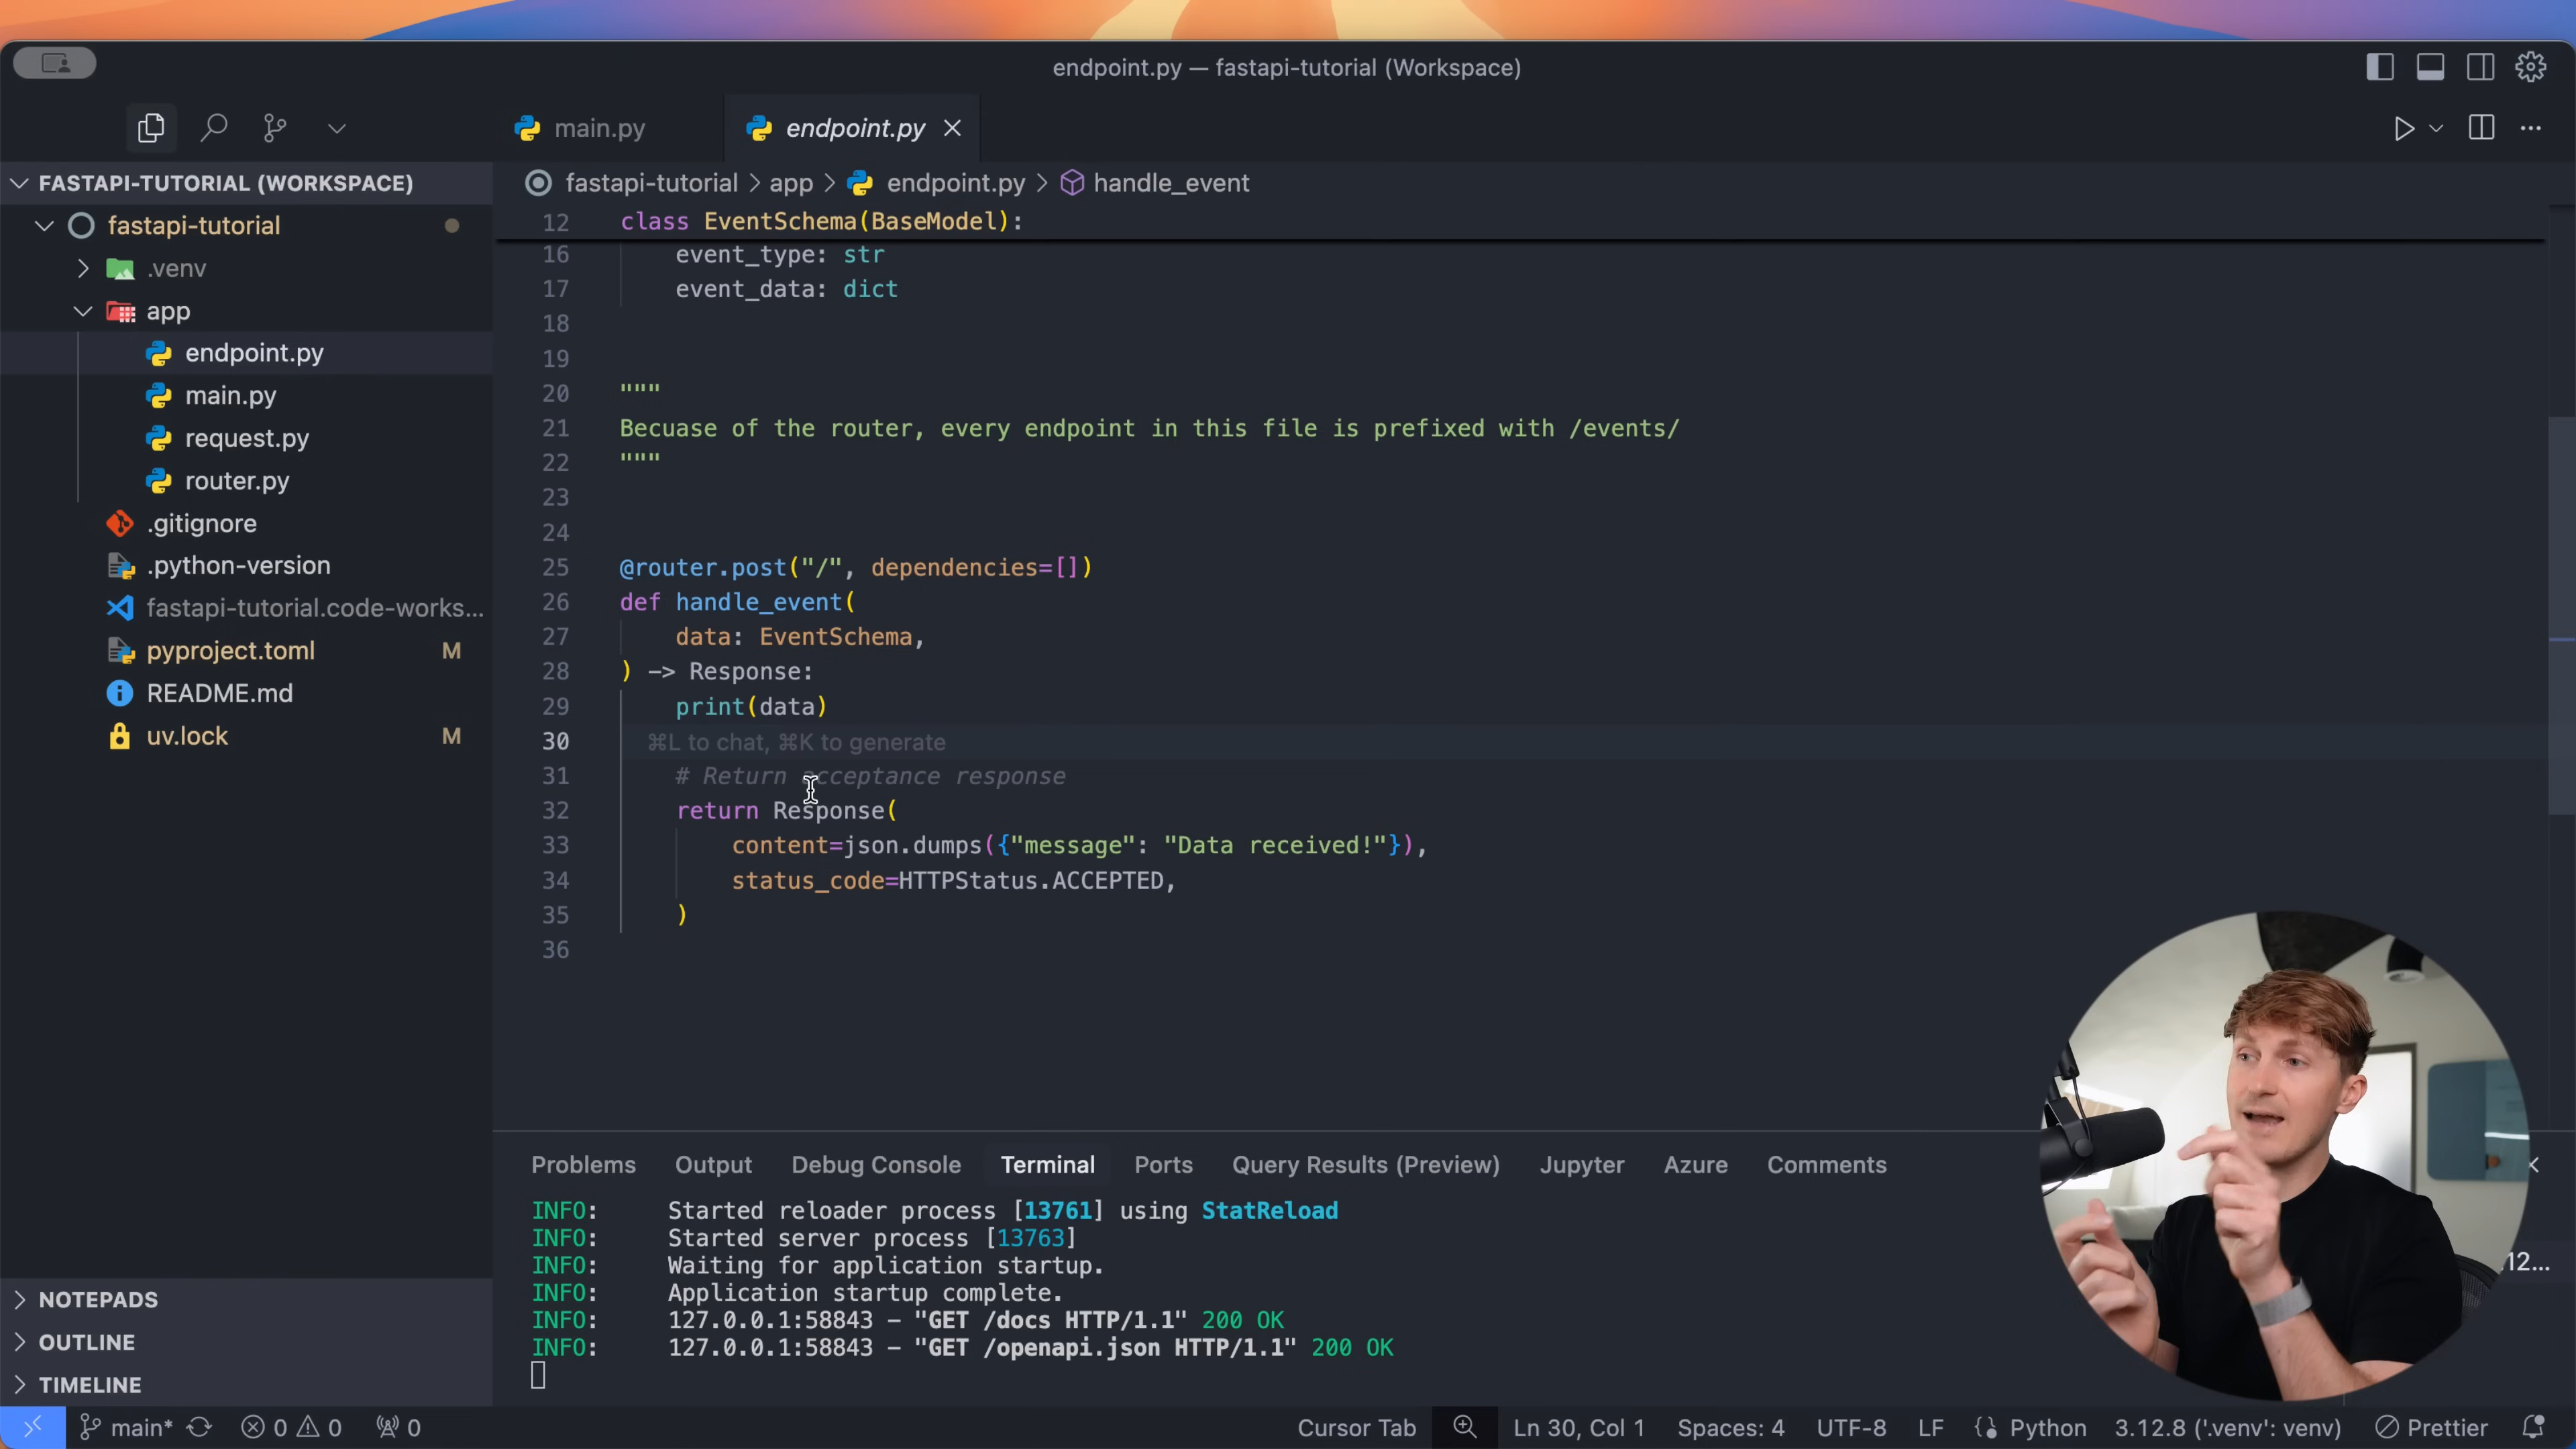 endpoint.py — fastapi-tutorial (Workspace)
main.py
endpoint.py
FASTAPI-TUTORIAL (WORKSPACE)
fastapi-tutorial
.venv
app
endpoint.py
main.py
request.py
router.py
.gitignore
.python-version
fastapi-tutorial.code-works...
pyproject.toml M
README.md
uv.lock M
NOTEPADS
OUTLINE
TIMELINE
fastapi-tutorial > app > endpoint.py > handle_event
12 class EventSchema(BaseModel):
16 event_type: str
17 event_data: dict
18
19
20 """
21 Becuase of the router, every endpoint in this file is prefixed with /events/
22 """
23
24
25 @router.post("/", dependencies=[])
26 def handle_event(
27 data: EventSchema,
28 ) -> Response:
29 print(data)
30 ⌘L to chat, ⌘K to generate
31 # Return acceptance response
32 return Response(
33 content=json.dumps({"message": "Data received!"}),
34 status_code=HTTPStatus.ACCEPTED,
35 )
36
Problems Output Debug Console Terminal Ports Query Results (Preview) Jupyter Azure Comments
INFO: Started reloader process [13761] using StatReload
INFO: Started server process [13763]
INFO: Waiting for application startup.
INFO: Application startup complete.
INFO: 127.0.0.1:58843 – "GET /docs HTTP/1.1" 200 OK
INFO: 127.0.0.1:58843 – "GET /openapi.json HTTP/1.1" 200 OK
12...
main* 0 0 0 Cursor Tab Ln 30, Col 1 Spaces: 4 UTF-8 LF Python 3.12.8 ('.venv': venv) Prettier